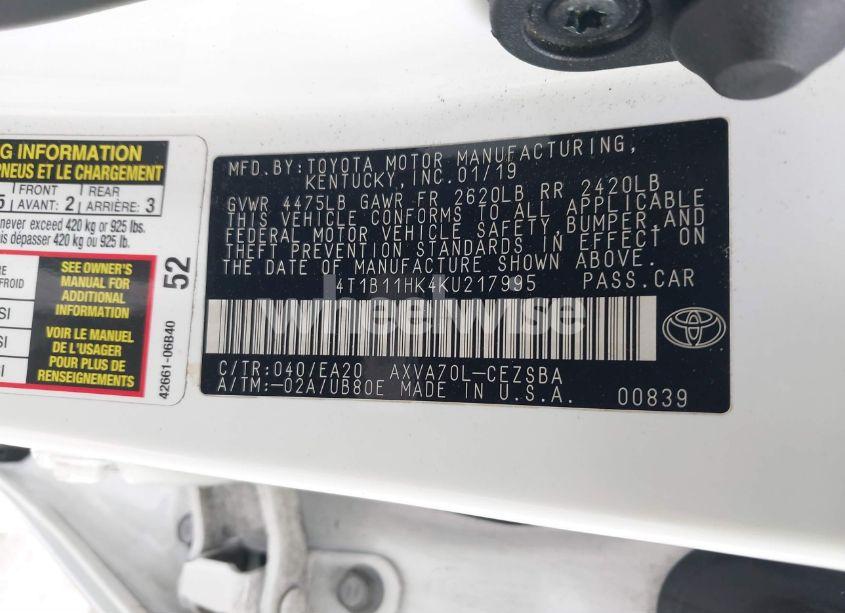 G INFORMATION
PNEUS ET LE CHARGEMENT
5 FRONT AVANT: 2 REAR ARRIÈRE: 3
never exceed 420 kg or 925 lbs.
dépasser 420 kg ou 925 lb.
SEE OWNER'S
MANUAL FOR
ADDITIONAL
INFORMATION
VOIR LE MANUEL
DE L'USAGER
POUR PLUS DE
RENSEIGNEMENTS
52
42661-06B40
MFD. BY: TOYOTA MOTOR MANUFACTURING,
KENTUCKY, INC. 01/19
GVWR 4475LB GAWR FR 2620LB RR 2420LB
THIS VEHICLE CONFORMS TO ALL APPLICABLE
FEDERAL MOTOR VEHICLE SAFETY, BUMPER, AND
THEFT PREVENTION STANDARDS IN EFFECT ON
THE DATE OF MANUFACTURE SHOWN ABOVE.
4T1B11HK4KU217995 PASS. CAR
wheelwise
C/TR: 040/EA20 AXVA70L-CEZSBA
A/TM: -02A/UB80E MADE IN U.S.A. 00839